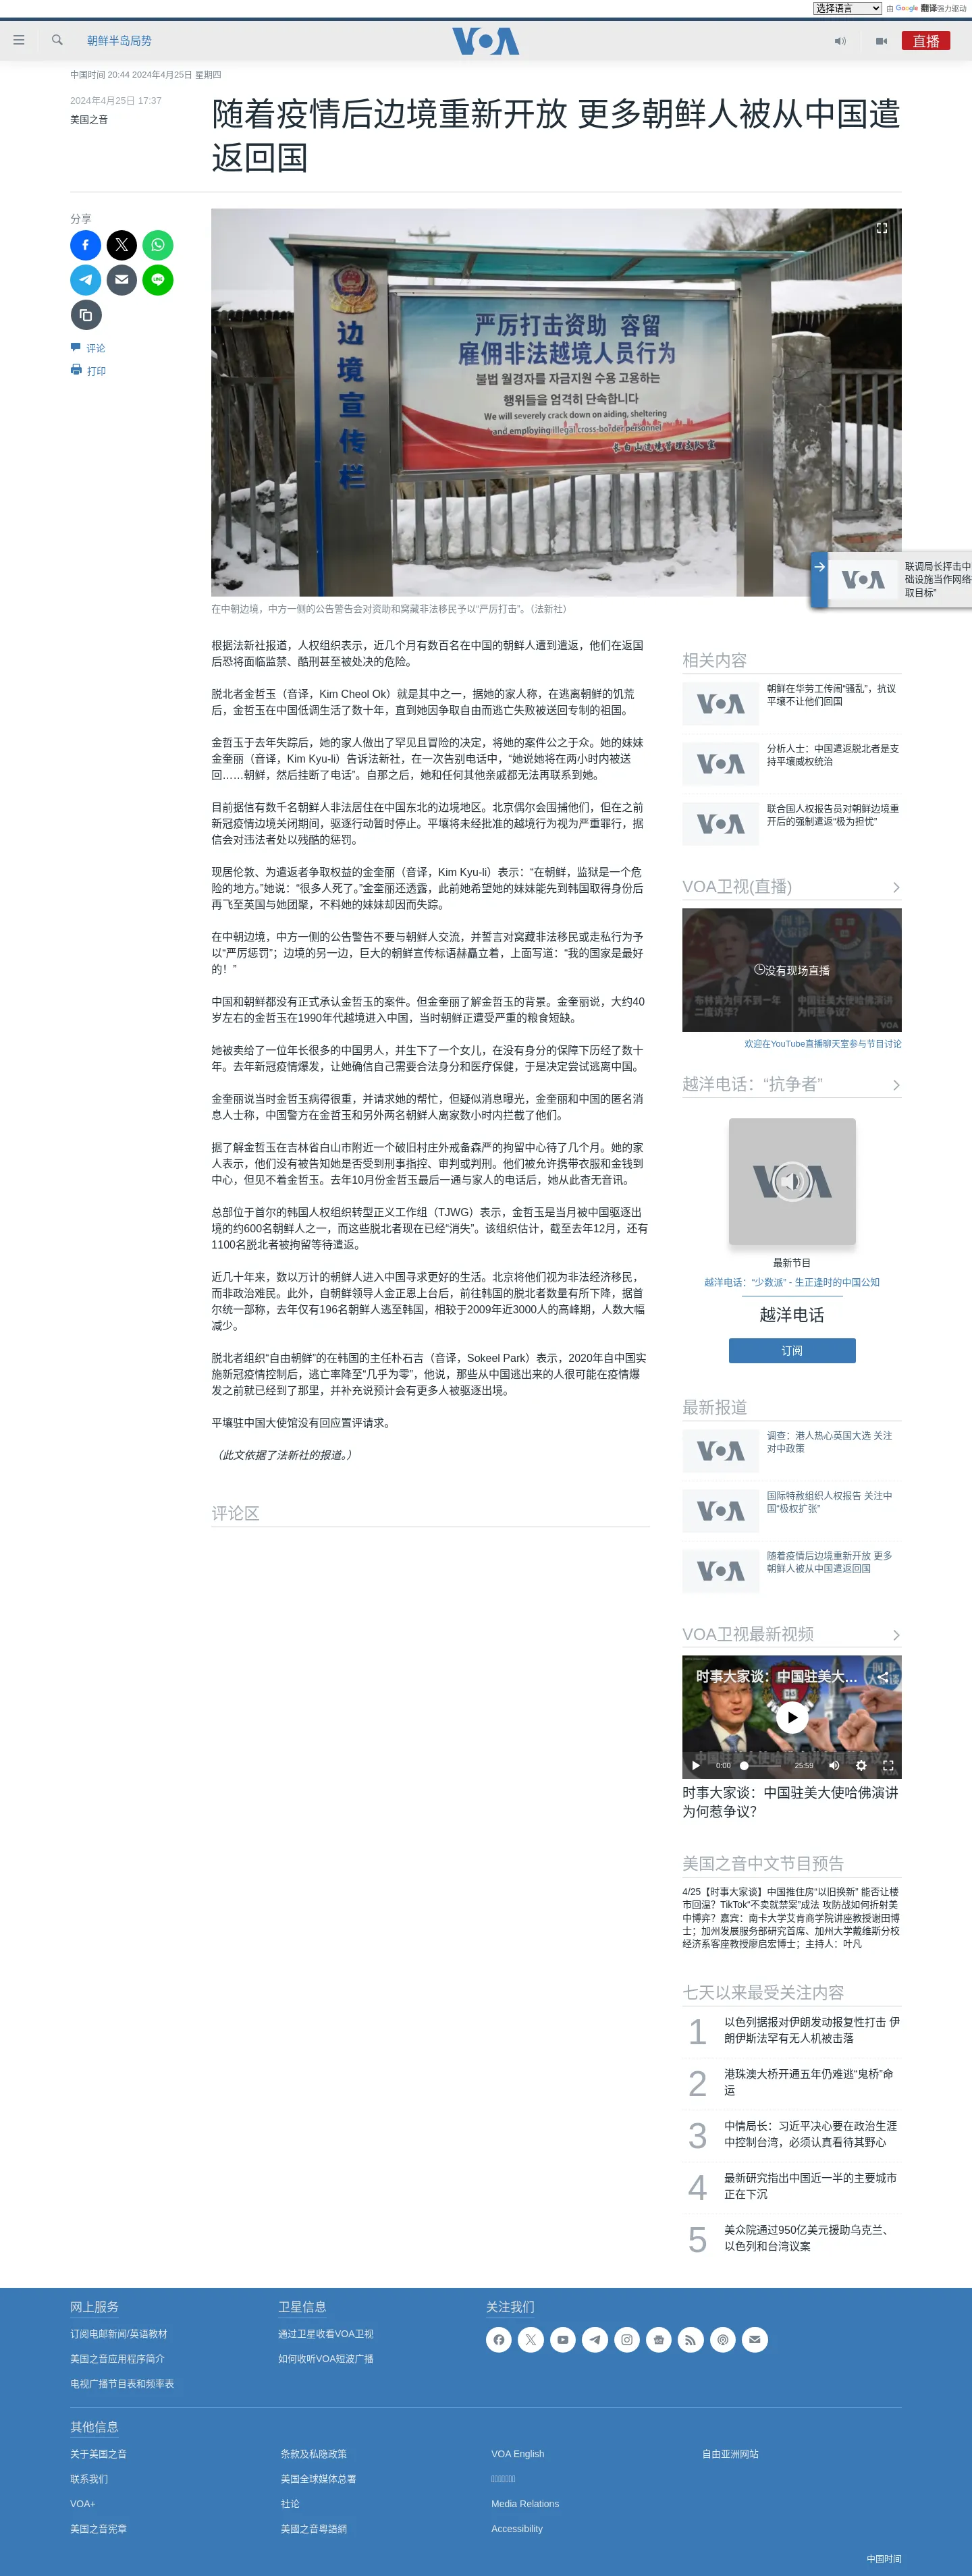 选择语言 由 Google 翻译强力驱动
朝鲜半岛局势
VOA
直播
中国时间 20:44 2024年4月25日 星期四
2024年4月25日 17:37
美国之音
随着疫情后边境重新开放 更多朝鲜人被从中国遣
返回国
分享
评论
打印
边境宣传栏
严厉打击资助 容留
雇佣非法越境人员行为
불법 월경자를 자금지원 수용 고용하는
행위들을 엄격히 단속합니다
We will severely crack down on aiding, sheltering
and employing illegal cross-border personnel
在中朝边境，中方一侧的公告警告会对资助和窝藏非法移民予以“严厉打击”。（法新社）
联调局长抨击中
础设施当作网络
取目标”
根据法新社报道，人权组织表示，近几个月有数百名在中国的朝鲜人遭到遣返，他们在返国
后恐将面临监禁、酷刑甚至被处决的危险。
脱北者金哲玉（音译，Kim Cheol Ok）就是其中之一，据她的家人称，在逃离朝鲜的饥荒
后，金哲玉在中国低调生活了数十年，直到她因争取自由而逃亡失败被送回专制的祖国。
金哲玉于去年失踪后，她的家人做出了罕见且冒险的决定，将她的案件公之于众。她的妹妹
金奎丽（音译，Kim Kyu-li）告诉法新社，在一次告别电话中，“她说她将在两小时内被送
回……朝鲜，然后挂断了电话”。自那之后，她和任何其他亲戚都无法再联系到她。
目前据信有数千名朝鲜人非法居住在中国东北的边境地区。北京偶尔会围捕他们，但在之前
新冠疫情边境关闭期间，驱逐行动暂时停止。平壤将未经批准的越境行为视为严重罪行，据
信会对违法者处以残酷的惩罚。
现居伦敦、为遣返者争取权益的金奎丽（音译，Kim Kyu-li）表示：“在朝鲜，监狱是一个危
险的地方。”她说：“很多人死了。”金奎丽还透露，此前她希望她的妹妹能先到韩国取得身份后
再飞至英国与她团聚，不料她的妹妹却因而失踪。
在中朝边境，中方一侧的公告警告不要与朝鲜人交流，并誓言对窝藏非法移民或走私行为予
以“严厉惩罚”；边境的另一边，巨大的朝鲜宣传标语赫矗立着，上面写道：“我的国家是最好
的！”
中国和朝鲜都没有正式承认金哲玉的案件。但金奎丽了解金哲玉的背景。金奎丽说，大约40
岁左右的金哲玉在1990年代越境进入中国，当时朝鲜正遭受严重的粮食短缺。
她被卖给了一位年长很多的中国男人，并生下了一个女儿，在没有身分的保障下历经了数十
年。去年新冠疫情爆发，让她确信自己需要合法身分和医疗保健，于是决定尝试逃离中国。
金奎丽说当时金哲玉病得很重，并请求她的帮忙，但疑似消息曝光，金奎丽和中国的匿名消
息人士称，中国警方在金哲玉和另外两名朝鲜人离家数小时内拦截了他们。
据了解金哲玉在吉林省白山市附近一个破旧村庄外戒备森严的拘留中心待了几个月。她的家
人表示，他们没有被告知她是否受到刑事指控、审判或判刑。他们被允许携带衣服和金钱到
中心，但见不着金哲玉。去年10月份金哲玉最后一通与家人的电话后，她从此杳无音讯。
总部位于首尔的韩国人权组织转型正义工作组（TJWG）表示，金哲玉是当月被中国驱逐出
境的约600名朝鲜人之一，而这些脱北者现在已经“消失”。该组织估计，截至去年12月，还有
1100名脱北者被拘留等待遣返。
近几十年来，数以万计的朝鲜人进入中国寻求更好的生活。北京将他们视为非法经济移民，
而非政治难民。此外，自朝鲜领导人金正恩上台后，前往韩国的脱北者数量有所下降，据首
尔统一部称，去年仅有196名朝鲜人逃至韩国，相较于2009年近3000人的高峰期，人数大幅
减少。
脱北者组织“自由朝鲜”的在韩国的主任朴石吉（音译，Sokeel Park）表示，2020年自中国实
施新冠疫情控制后，逃亡率降至“几乎为零”，他说，那些从中国逃出来的人很可能在疫情爆
发之前就已经到了那里，并补充说预计会有更多人被驱逐出境。
平壤驻中国大使馆没有回应置评请求。
（此文依据了法新社的报道。）
评论区
相关内容
朝鲜在华劳工传闹“骚乱”，抗议
平壤不让他们回国
分析人士：中国遣返脱北者是支
持平壤威权统治
联合国人权报告员对朝鲜边境重
开后的强制遣返“极为担忧”
VOA卫视(直播)
没有现场直播
欢迎在YouTube直播聊天室参与节目讨论
越洋电话：“抗争者”
最新节目
越洋电话：“少数派” - 生正逢时的中国公知
越洋电话
订阅
最新报道
调查：港人热心英国大选 关注
对中政策
国际特赦组织人权报告 关注中
国“极权扩张”
随着疫情后边境重新开放 更多
朝鲜人被从中国遣返回国
VOA卫视最新视频
时事大家谈：中国驻美大…
0:00 25:59
时事大家谈：中国驻美大使哈佛演讲
为何惹争议？
美国之音中文节目预告
4/25【时事大家谈】中国推住房“以旧换新” 能否让楼
市回温？TikTok“不卖就禁案”成法 攻防战如何折射美
中博弈？嘉宾：南卡大学艾肯商学院讲座教授谢田博
士；加州发展服务部研究首席、加州大学戴维斯分校
经济系客座教授廖启宏博士；主持人：叶凡
七天以来最受关注内容
1 以色列据报对伊朗发动报复性打击 伊
朗伊斯法罕有无人机被击落
2 港珠澳大桥开通五年仍难逃“鬼桥”命
运
3 中情局长：习近平决心要在政治生涯
中控制台湾，必须认真看待其野心
4 最新研究指出中国近一半的主要城市
正在下沉
5 美众院通过950亿美元援助乌克兰、
以色列和台湾议案
网上服务 卫星信息 关注我们
订阅电邮新闻/英语教材 通过卫星收看VOA卫视
美国之音应用程序简介 如何收听VOA短波广播
电视广播节目表和频率表
其他信息
关于美国之音 条款及私隐政策 VOA English 自由亚洲网站
联系我们 美国全球媒体总署
VOA+ 社论 Media Relations
美国之音宪章 美國之音粵語網 Accessibility
中国时间